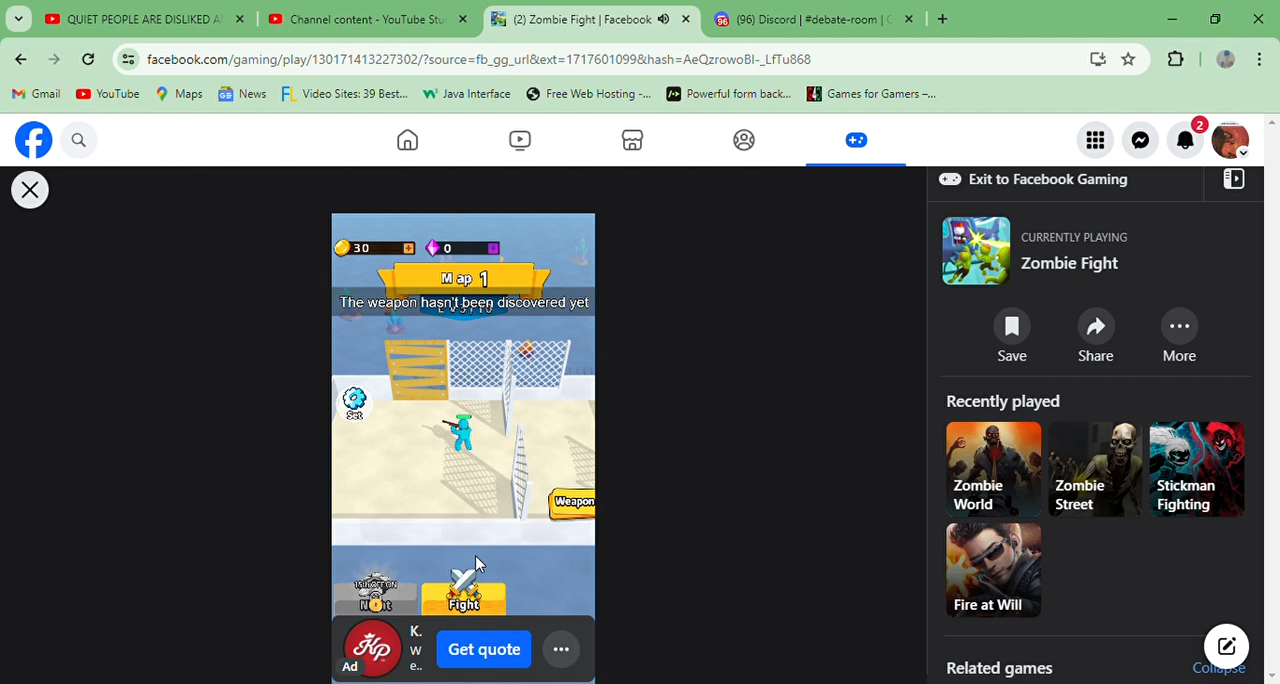 QUIET PEOPLE ARE DISLIKED A
Channel content - YouTube Stu
(2) Zombie Fight | Facebook
(96) Discord | #debate-room |
facebook.com/gaming/play/130171413227302/?source=fb_gg_url&ext=1717601099&hash=AeQzrowoBI-_LfTu868
Gmail
YouTube
Maps
News
Video Sites: 39 Best...
Java Interface
Free Web Hosting -...
Powerful form back...
Games for Gamers –...
2
Exit to Facebook Gaming
CURRENTLY PLAYING
Zombie Fight
Save
Share
More
Recently played
Zombie World
Zombie Street
Stickman Fighting
Fire at Will
Related games
Collapse
30
0
Map 1
The weapon hasn't been discovered yet
Set
Weapon
Fight
Ad
K.
w
e..
Get quote